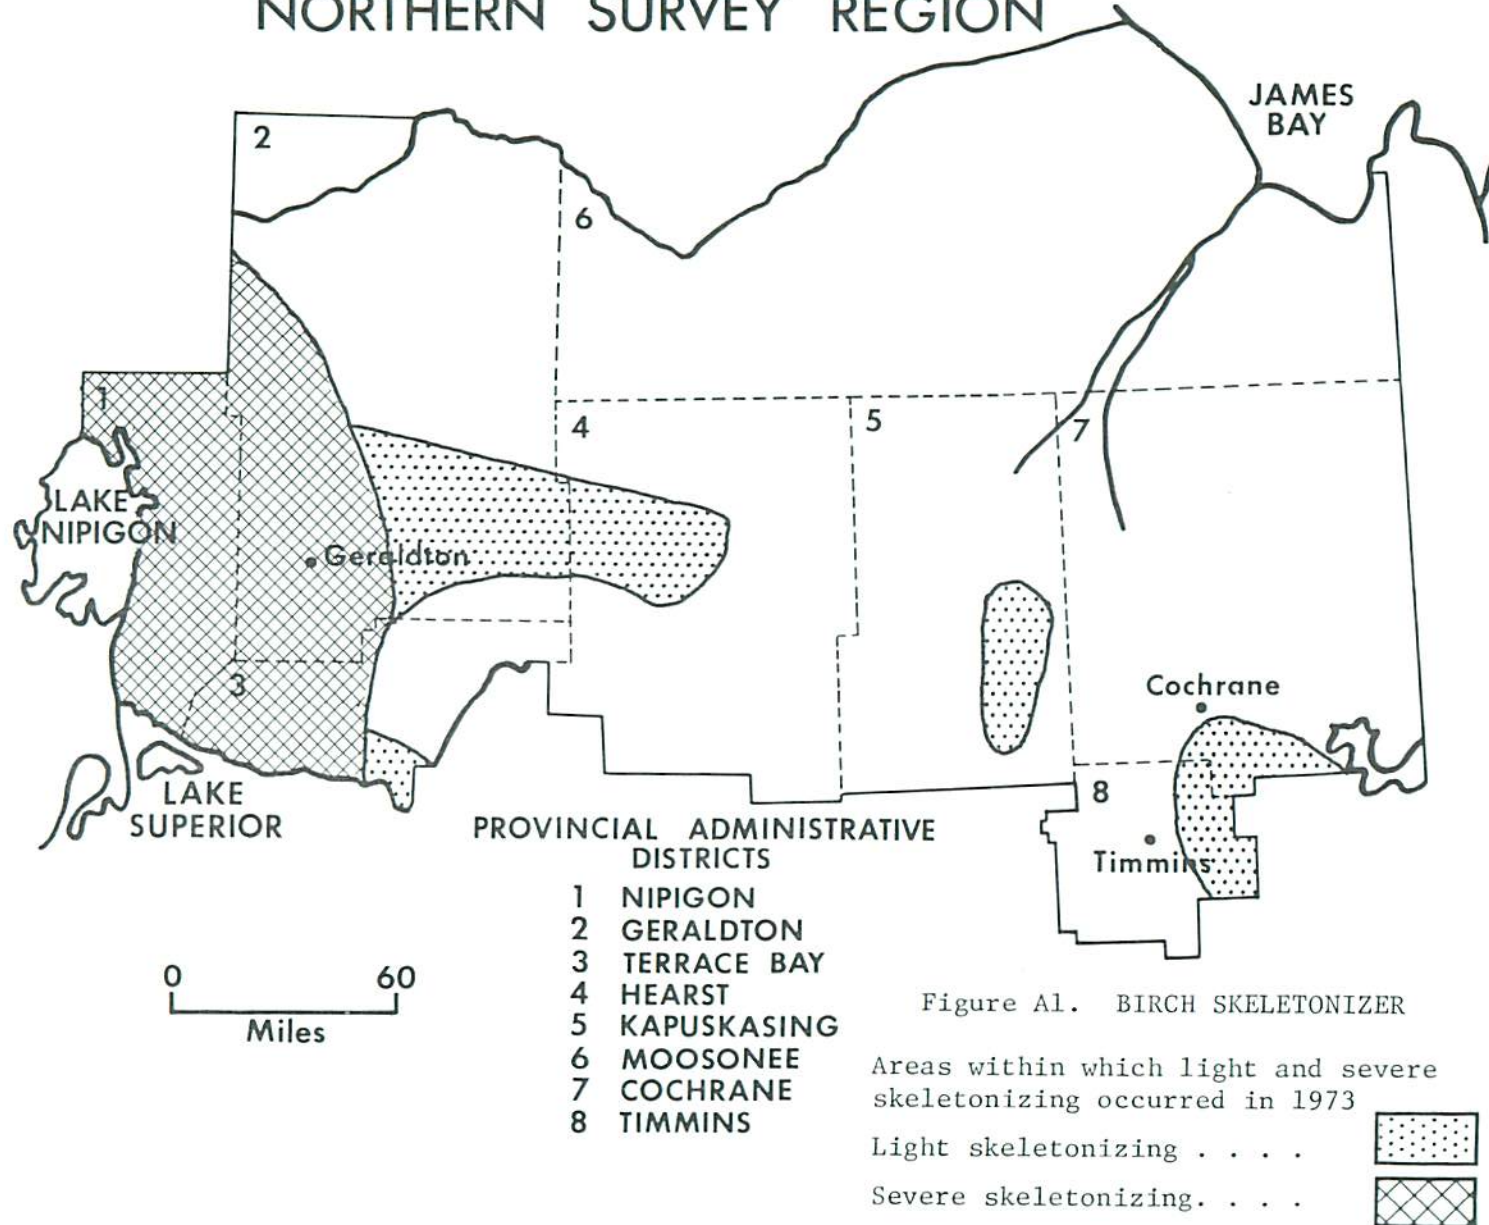 NORTHERN SURVEY REGION
JAMES
BAY
2
6
1
4
5
7
LAKE
NIPIGON
Geraldton
3
Cochrane
LAKE
SUPERIOR
8
Timmins
PROVINCIAL ADMINISTRATIVE
DISTRICTS
1 NIPIGON
2 GERALDTON
3 TERRACE BAY
4 HEARST
5 KAPUSKASING
6 MOOSONEE
7 COCHRANE
8 TIMMINS
0 60
Miles
Figure A1. BIRCH SKELETONIZER
Areas within which light and severe
skeletonizing occurred in 1973
Light skeletonizing . . . .
Severe skeletonizing. . . .